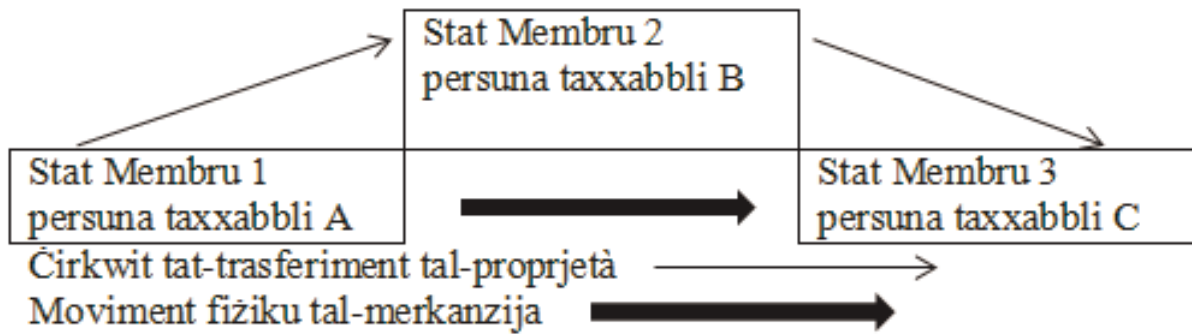 Stat Membru 2
persuna taxxabbli B
Stat Membru 1
persuna taxxabbli A
Stat Membru 3
persuna taxxabbli C
Ċirkwit tat-trasferiment tal-proprjetà
Moviment fiżiku tal-merkanzija